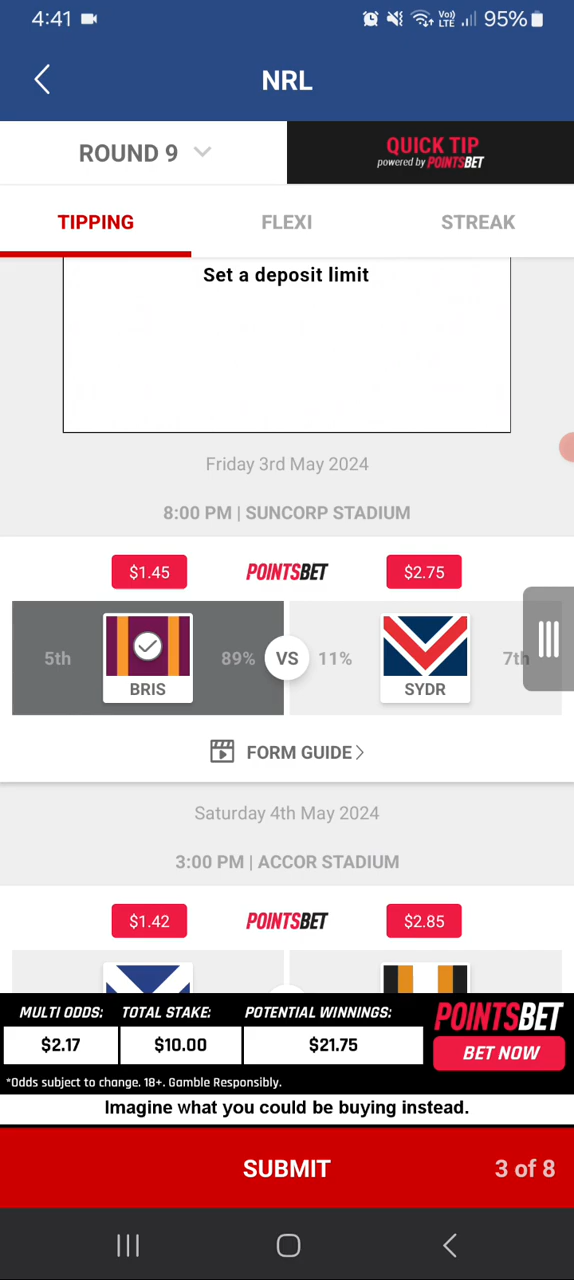 4:41
Vo))
LTE
95%
NRL
ROUND 9
QUICK TIP
powered by POINTSBET
TIPPING
FLEXI
STREAK
Set a deposit limit
Friday 3rd May 2024
8:00 PM | SUNCORP STADIUM
$1.45
POINTSBET
$2.75
5th
BRIS
89%
VS
11%
SYDR
7th
FORM GUIDE
Saturday 4th May 2024
3:00 PM | ACCOR STADIUM
$1.42
POINTSBET
$2.85
MULTI ODDS:
TOTAL STAKE:
POTENTIAL WINNINGS:
POINTSBET
$2.17
$10.00
$21.75
BET NOW
*Odds subject to change. 18+. Gamble Responsibly.
Imagine what you could be buying instead.
SUBMIT
3 of 8